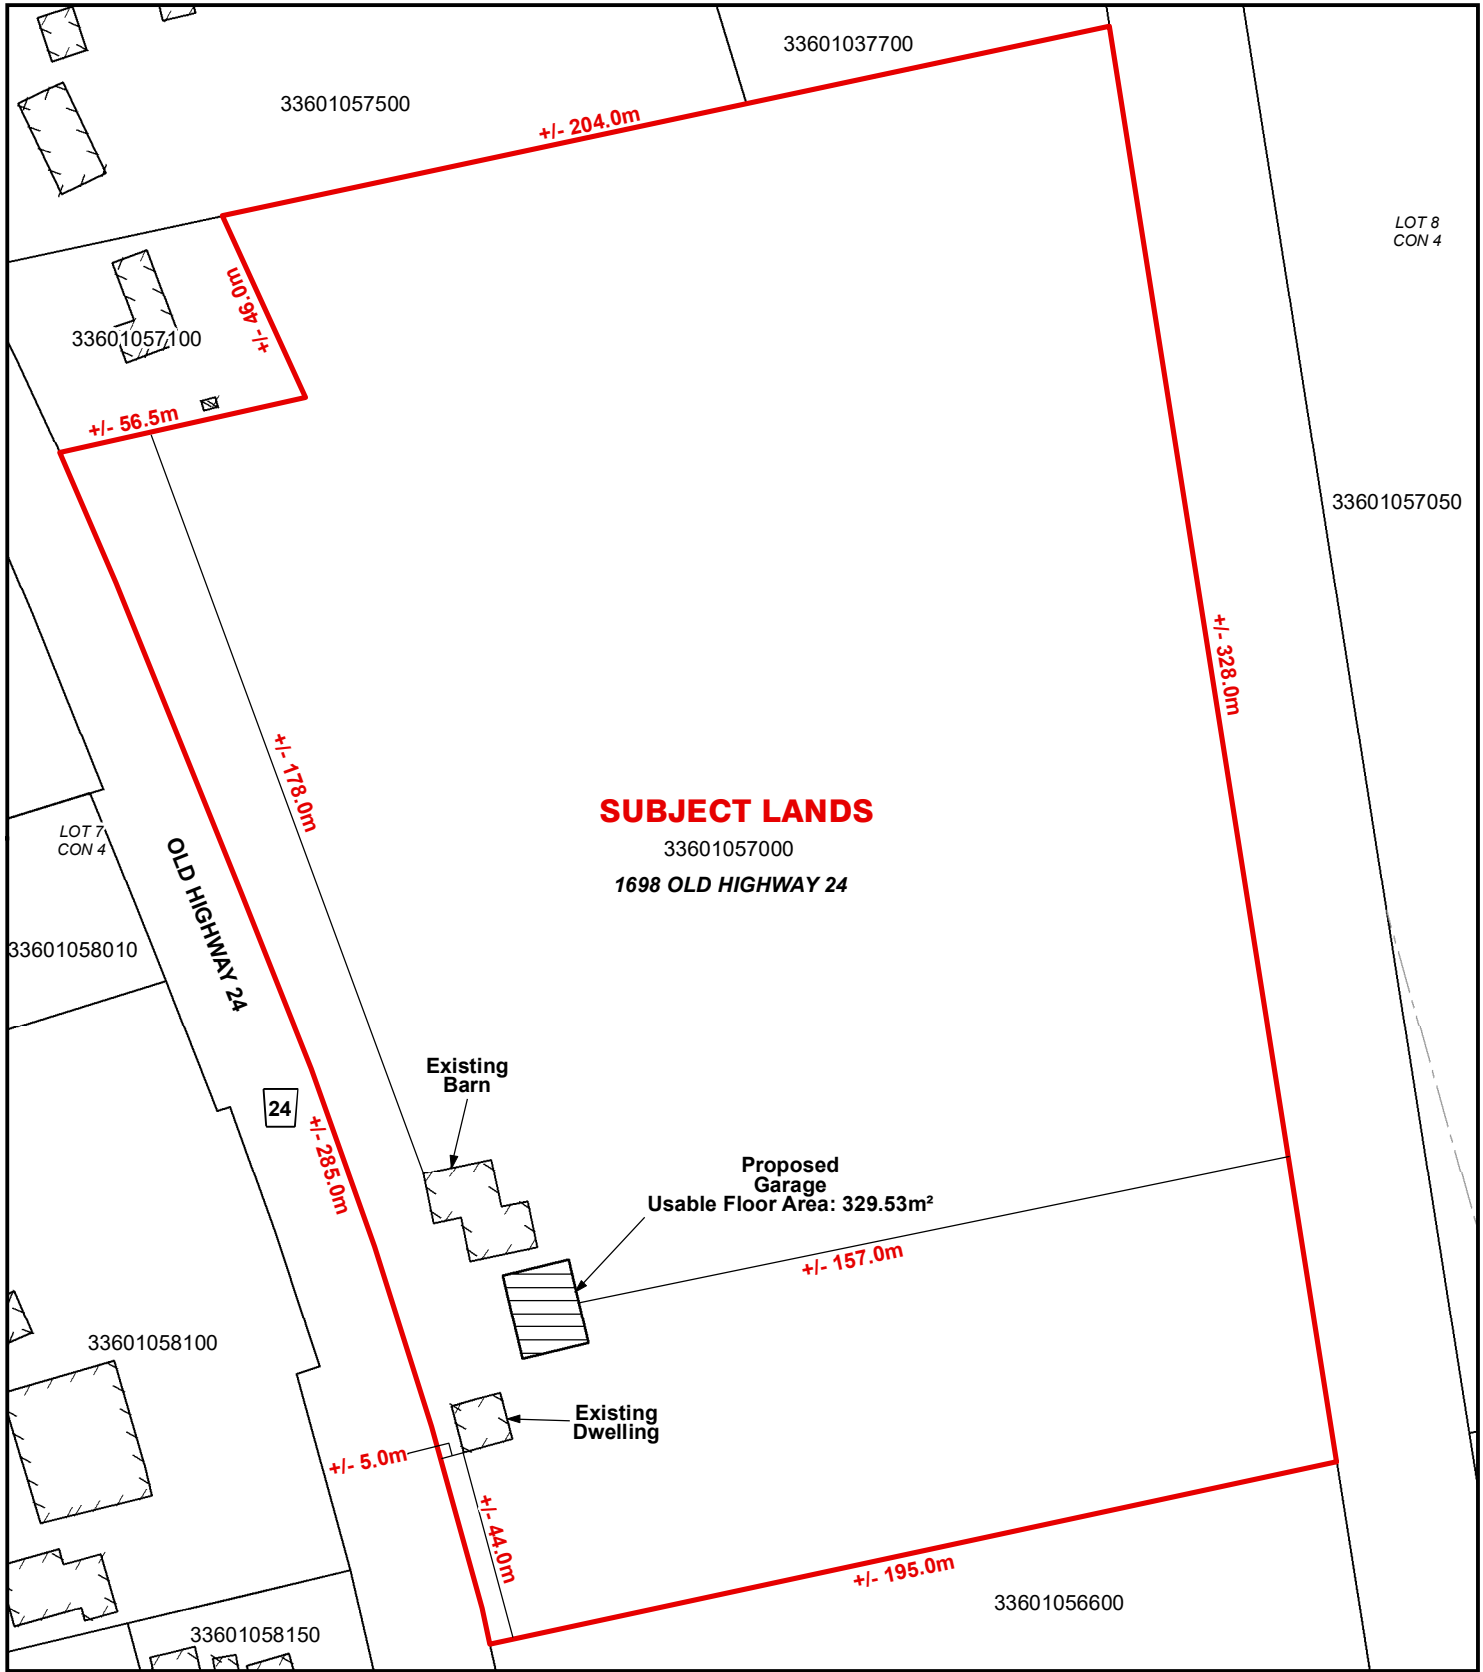 33601037700
33601057500
+/- 204.0m
LOT 8
CON 4
+/- 46.0m
33601057100
+/- 56.5m
33601057050
+/- 328.0m
+/- 178.0m
SUBJECT LANDS
33601057000
1698 OLD HIGHWAY 24
LOT 7
CON 4
OLD HIGHWAY 24
33601058010
Existing
Barn
24
+/- 285.0m
Proposed
Garage
Usable Floor Area: 329.53m²
+/- 157.0m
33601058100
Existing
Dwelling
+/- 5.0m
+/- 44.0m
+/- 195.0m
33601056600
33601058150